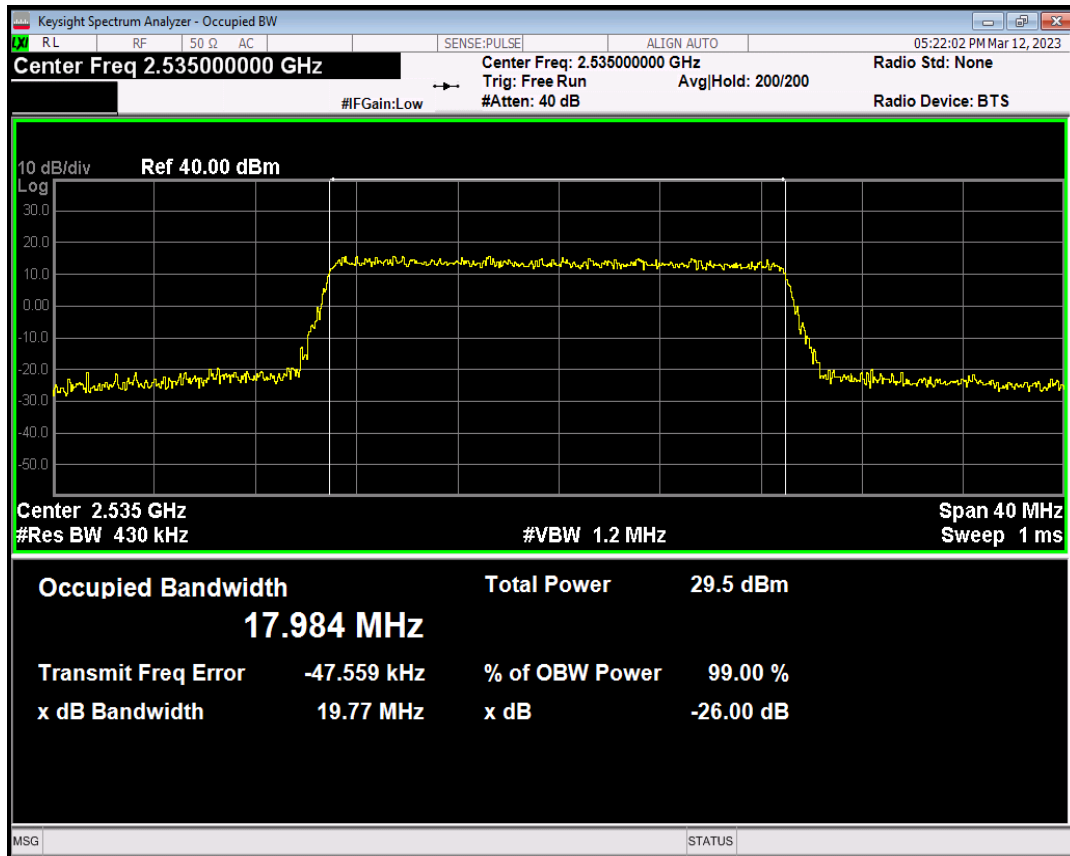 Keysight Spectrum Analyzer - Occupied BW
LXI RL RF 50 Ω AC SENSE:PULSE ALIGN AUTO 05:22:02 PM Mar 12, 2023
Center Freq 2.535000000 GHz Center Freq: 2.535000000 GHz Radio Std: None
Trig: Free Run Avg|Hold: 200/200
#IFGain:Low #Atten: 40 dB Radio Device: BTS
10 dB/div Ref 40.00 dBm
Log
30.0
20.0
10.0
0.00
-10.0
-20.0
-30.0
-40.0
-50.0
Center 2.535 GHz Span 40 MHz
#Res BW 430 kHz #VBW 1.2 MHz Sweep 1 ms
Occupied Bandwidth Total Power 29.5 dBm
17.984 MHz
Transmit Freq Error -47.559 kHz % of OBW Power 99.00 %
x dB Bandwidth 19.77 MHz x dB -26.00 dB
MSG STATUS